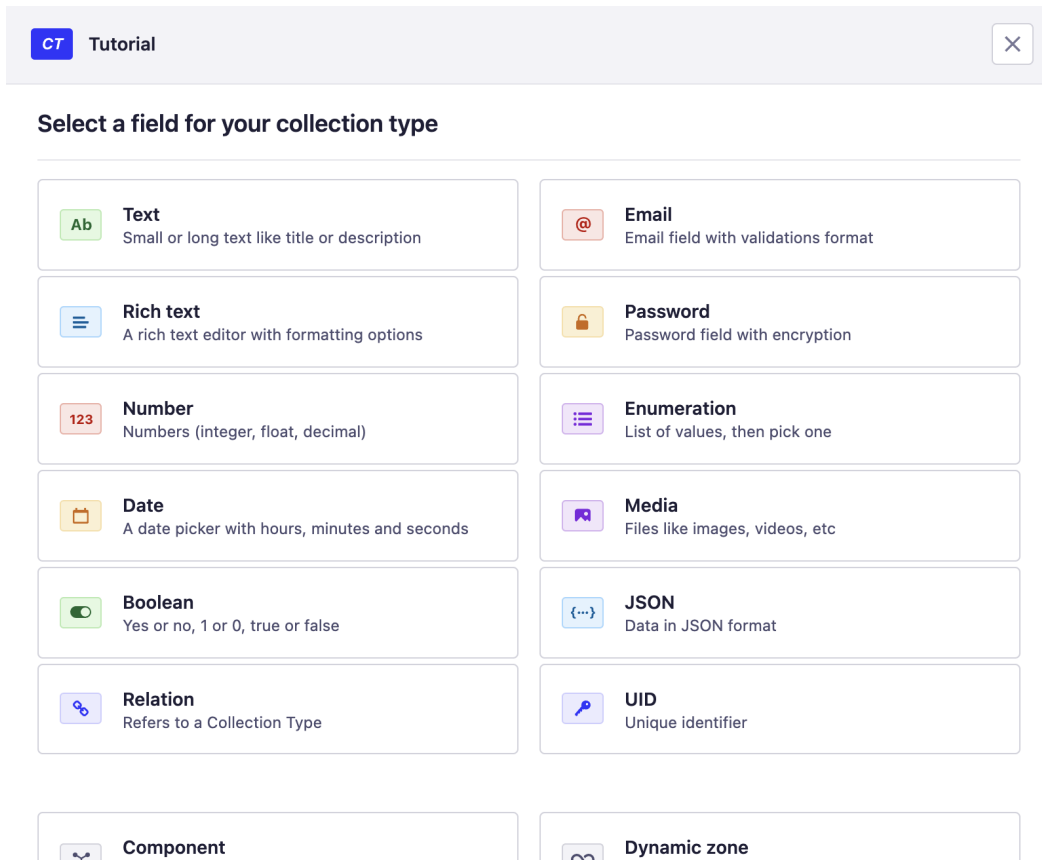 CT Tutorial
Select a field for your collection type
Ab
Text
Small or long text like title or description
@
Email
Email field with validations format
Rich text
A rich text editor with formatting options
Password
Password field with encryption
123
Number
Numbers (integer, float, decimal)
Enumeration
List of values, then pick one
Date
A date picker with hours, minutes and seconds
Media
Files like images, videos, etc
Boolean
Yes or no, 1 or 0, true or false
{···}
JSON
Data in JSON format
Relation
Refers to a Collection Type
UID
Unique identifier
Component
Dynamic zone